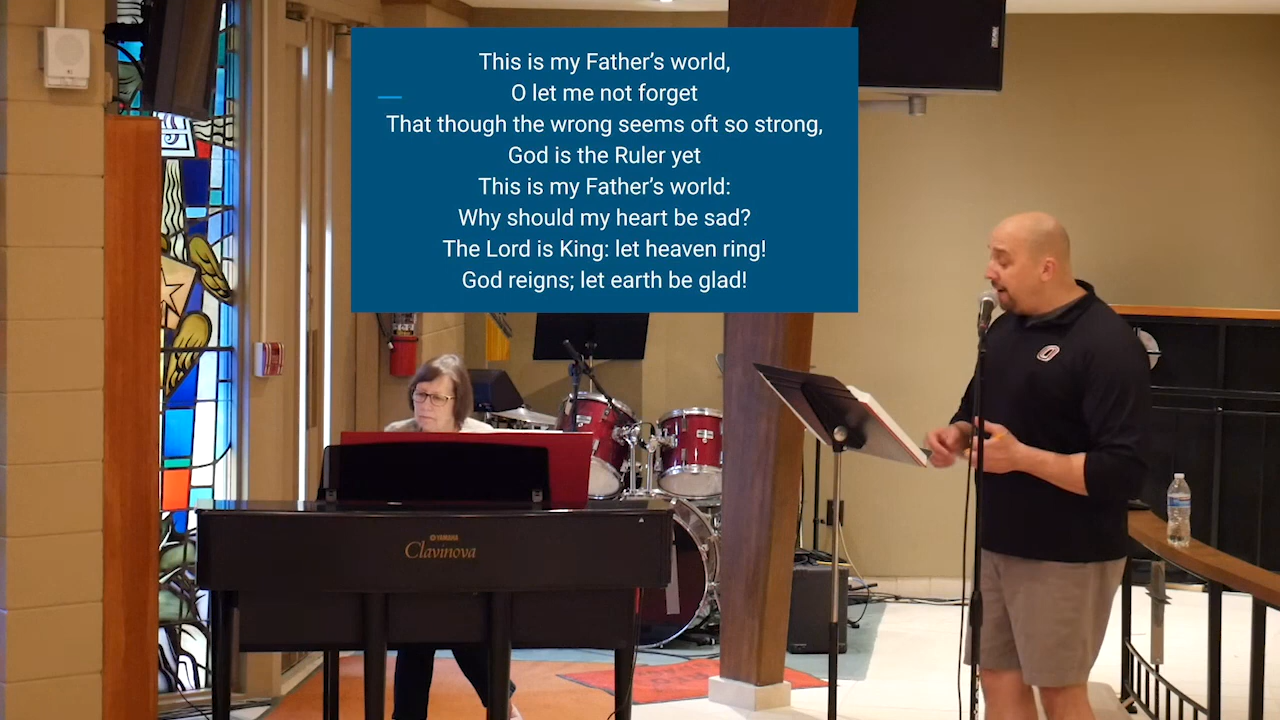 This is my Father’s world,
O let me not forget
That though the wrong seems oft so strong,
God is the Ruler yet
This is my Father’s world:
Why should my heart be sad?
The Lord is King: let heaven ring!
God reigns; let earth be glad!
YAMAHA
Clavinova